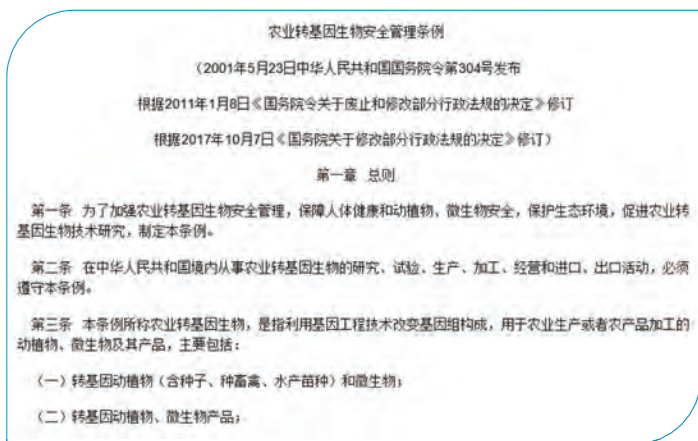 农业转基因生物安全管理条例
（2001年5月23日中华人民共和国国务院令第304号发布
根据2011年1月8日《国务院令关于废止和修改部分行政法规的决定》修订
根据2017年10月7日《国务院关于修改部分行政法规的决定》修订）
第一章 总则
第一条 为了加强农业转基因生物安全管理，保障人体健康和动植物、微生物安全，保护生态环境，促进农业转
基因生物技术研究，制定本条例。
第二条 在中华人民共和国境内从事农业转基因生物的研究、试验、生产、加工、经营和进口、出口活动，必须
遵守本条例。
第三条 本条例所称农业转基因生物，是指利用基因工程技术改变基因组构成，用于农业生产或者农产品加工的
动植物、微生物及其产品，主要包括：
（一）转基因动植物（含种子、种畜禽、水产苗种）和微生物；
（二）转基因动植物、微生物产品；